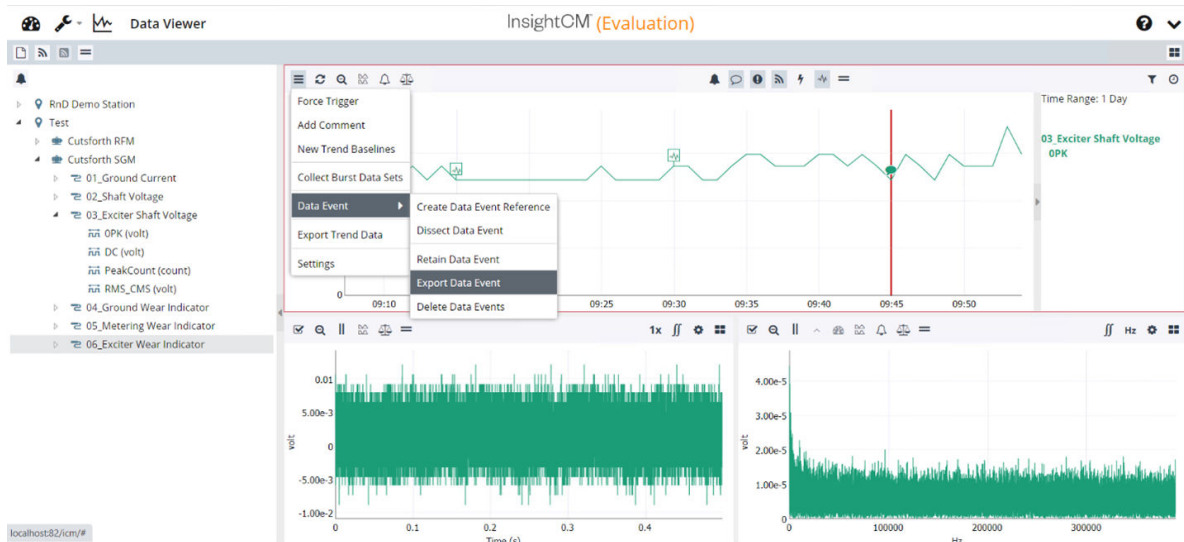 Data Viewer
InsightCM (Evaluation)
RnD Demo Station
Test
Cutsforth RFM
Cutsforth SGM
01_Ground Current
02_Shaft Voltage
03_Exciter Shaft Voltage
0PK (volt)
DC (volt)
PeakCount (count)
RMS_CMS (volt)
04_Ground Wear Indicator
05_Metering Wear Indicator
06_Exciter Wear Indicator
localhost:82/icm/#
Force Trigger
Add Comment
New Trend Baselines
Collect Burst Data Sets
Data Event
Export Trend Data
Settings
Create Data Event Reference
Dissect Data Event
Retain Data Event
Export Data Event
Delete Data Events
Time Range: 1 Day
03_Exciter Shaft Voltage
0PK
0
09:10 09:25 09:30 09:35 09:40 09:45 09:50
1x
0.01
5.00e-3
0
-5.00e-3
-1.00e-2
volt
0 0.1 0.2 0.3 0.4
Time (s)
Hz
4.00e-5
3.00e-5
2.00e-5
1.00e-5
0
volt
0 100000 200000 300000
Hz